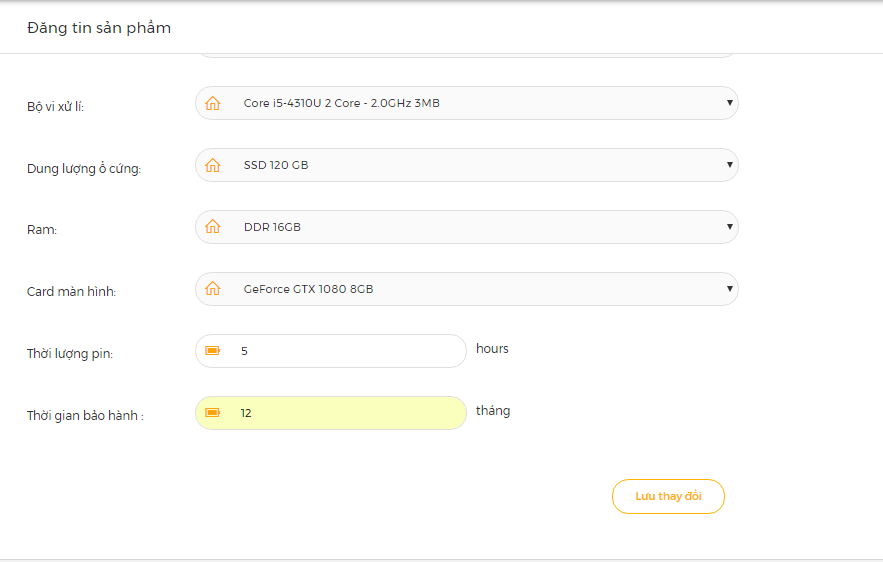 Đăng tin sản phẩm
Bộ vi xử lí: Core i5-4310U 2 Core - 2.0GHz 3MB
Dung lượng ổ cứng: SSD 120 GB
Ram: DDR 16GB
Card màn hình: GeForce GTX 1080 8GB
Thời lượng pin: 5 hours
Thời gian bảo hành : 12 tháng
Lưu thay đổi